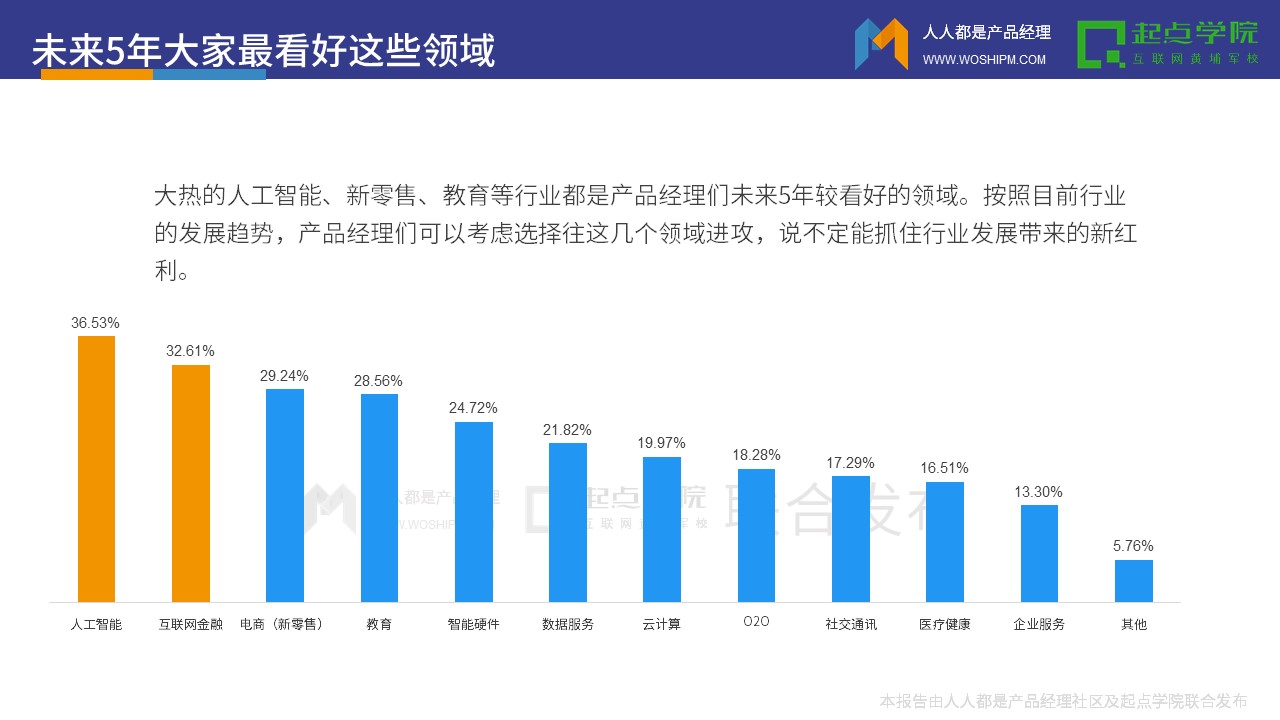 未来5年大家最看好这些领域
人人都是产品经理
WWW.WOSHIPM.COM
起点学院
互联网黄埔军校
大热的人工智能、新零售、教育等行业都是产品经理们未来5年较看好的领域。按照目前行业
的发展趋势，产品经理们可以考虑选择往这几个领域进攻，说不定能抓住行业发展带来的新红
利。
36.53%
32.61%
29.24%
28.56%
24.72%
21.82%
19.97%
18.28%
17.29%
16.51%
13.30%
5.76%
人工智能
互联网金融
电商（新零售）
教育
智能硬件
数据服务
云计算
O2O
社交通讯
医疗健康
企业服务
其他
本报告由人人都是产品经理社区及起点学院联合发布